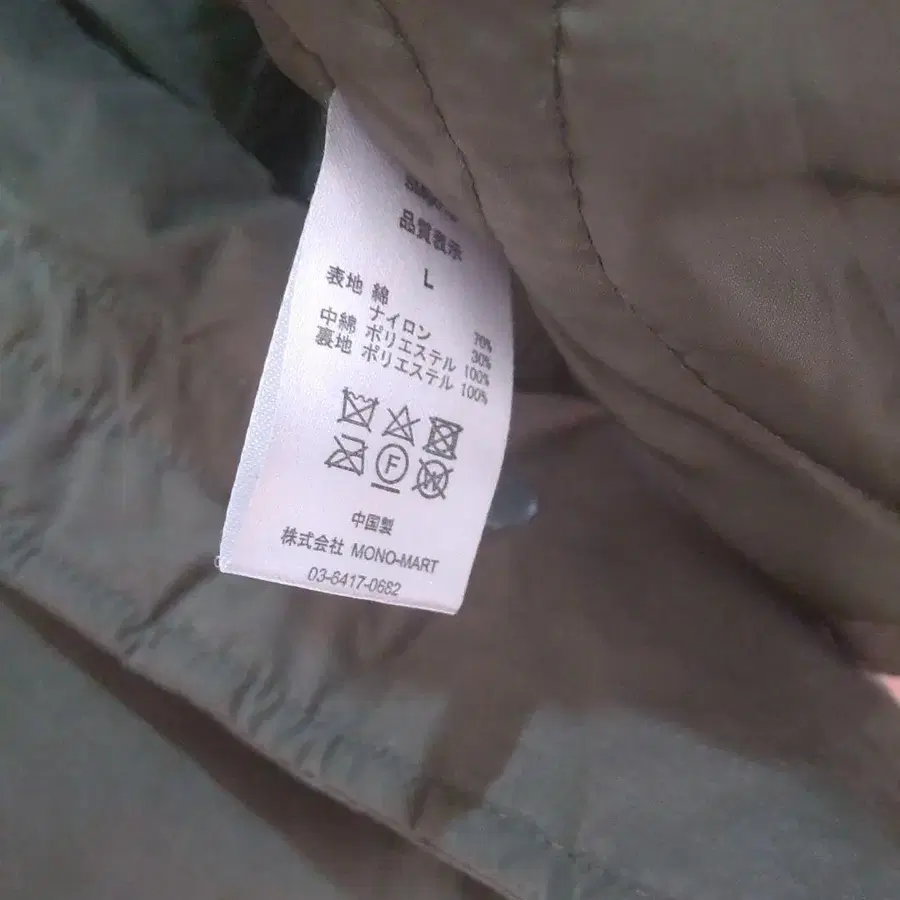 品質表示
L
表地 綿 70%
ナイロン 30%
中綿 ポリエステル 100%
裏地 ポリエステル 100%
F
W
中国製
株式会社 MONO-MART
03-6417-0682